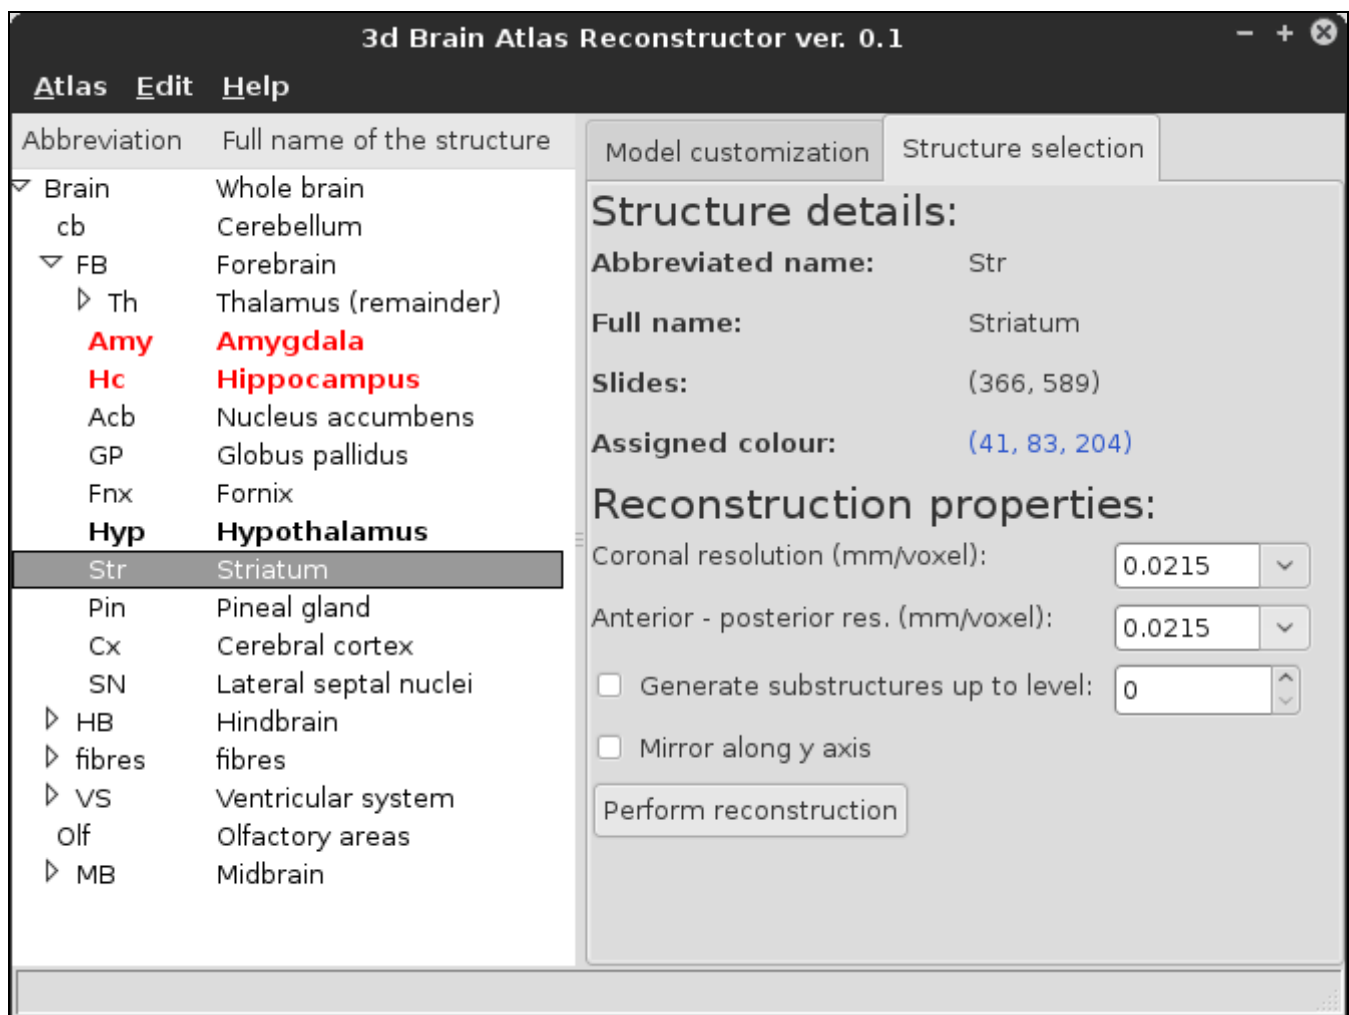 3d Brain Atlas Reconstructor ver. 0.1
Atlas Edit Help
Abbreviation Full name of the structure
Brain Whole brain
cb Cerebellum
FB Forebrain
Th Thalamus (remainder)
Amy Amygdala
Hc Hippocampus
Acb Nucleus accumbens
GP Globus pallidus
Fnx Fornix
Hyp Hypothalamus
Str Striatum
Pin Pineal gland
Cx Cerebral cortex
SN Lateral septal nuclei
HB Hindbrain
fibres fibres
VS Ventricular system
Olf Olfactory areas
MB Midbrain
Model customization Structure selection
Structure details:
Abbreviated name: Str
Full name: Striatum
Slides: (366, 589)
Assigned colour: (41, 83, 204)
Reconstruction properties:
Coronal resolution (mm/voxel): 0.0215
Anterior - posterior res. (mm/voxel): 0.0215
Generate substructures up to level: 0
Mirror along y axis
Perform reconstruction